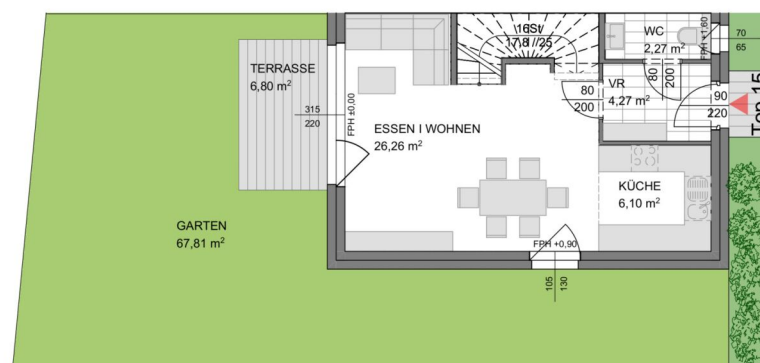 16St
17,8 //25
WC
2,27 m²
FPH +1,60
70
65
TERRASSE
6,80 m²
80
200
VR
4,27 m²
80
200
90
220
Top 15
315
220
FPH ±0,00
ESSEN I WOHNEN
26,26 m²
KÜCHE
6,10 m²
GARTEN
67,81 m²
FPH +0,90
105
130